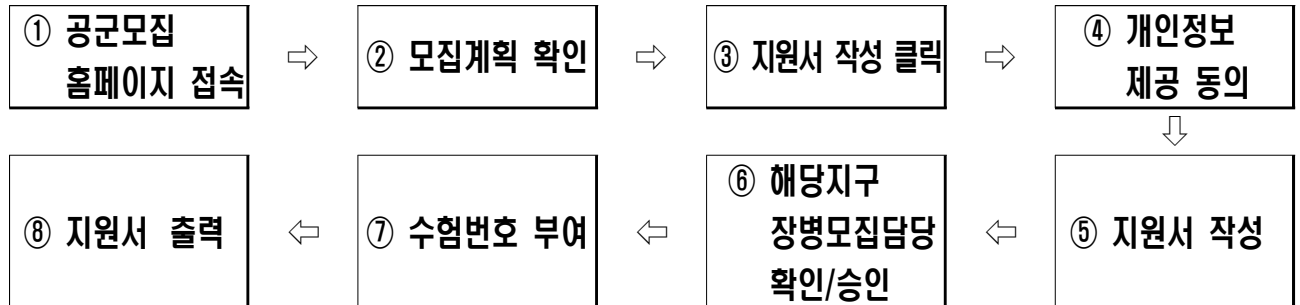 ① 공군모집
홈페이지 접속
⇨
② 모집계획 확인
⇨
③ 지원서 작성 클릭
⇨
④ 개인정보
제공 동의
⇩
⑤ 지원서 작성
⇦
⑥ 해당지구
장병모집담당
확인/승인
⇦
⑦ 수험번호 부여
⇦
⑧ 지원서 출력